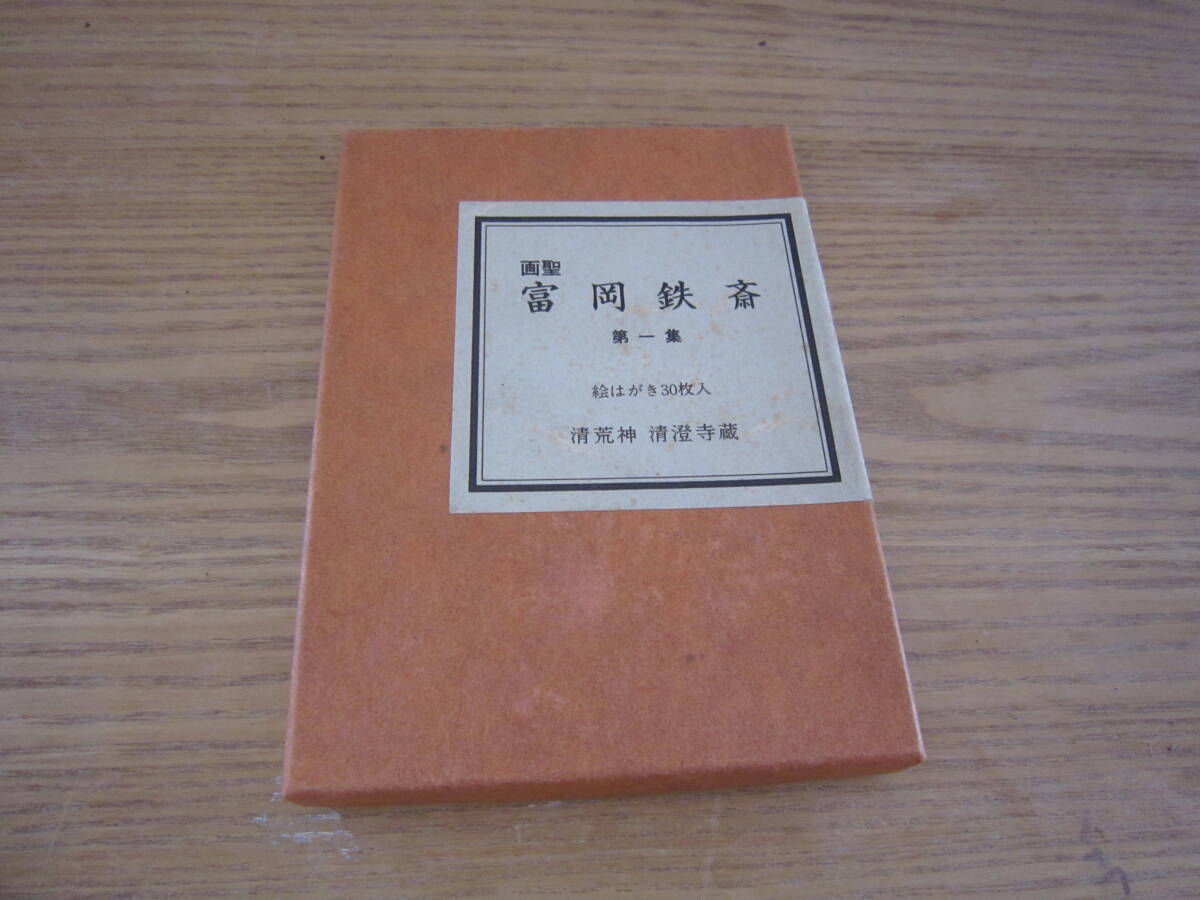 画聖
富岡鉄斎
第一集
絵はがき30枚入
清荒神 清澄寺蔵